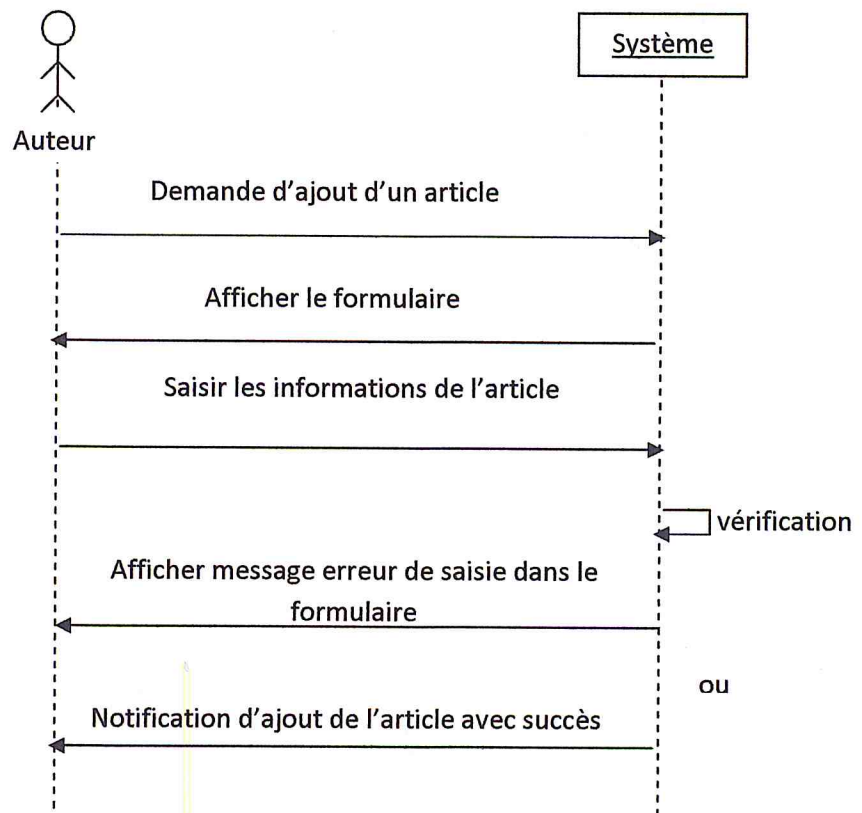 Système
Auteur
Demande d'ajout d'un article
Afficher le formulaire
Saisir les informations de l'article
vérification
Afficher message erreur de saisie dans le
formulaire
ou
Notification d'ajout de l'article avec succès